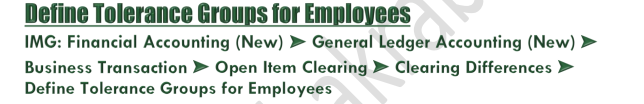 Define Tolerance Groups for Employees
IMG: Financial Accounting (New) ➤ General Ledger Accounting (New) ➤
Business Transaction ➤ Open Item Clearing ➤ Clearing Differences ➤
Define Tolerance Groups for Employees